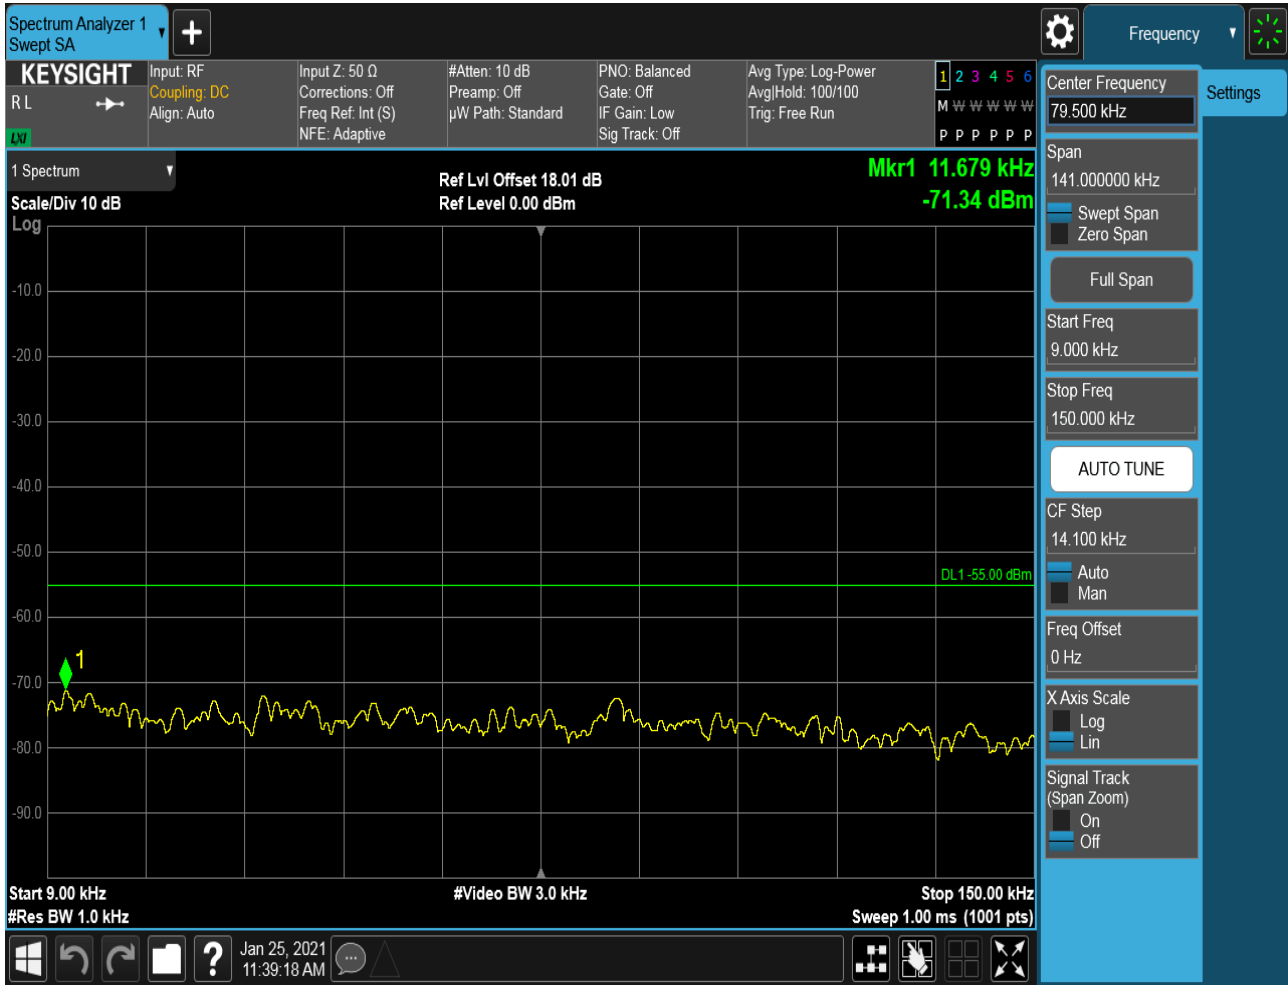 Spectrum Analyzer 1
Swept SA
Frequency
KEYSIGHT
R L
LXI
Input: RF
Coupling: DC
Align: Auto
Input Z: 50 Ω
Corrections: Off
Freq Ref: Int (S)
NFE: Adaptive
#Atten: 10 dB
Preamp: Off
µW Path: Standard
PNO: Balanced
Gate: Off
IF Gain: Low
Sig Track: Off
Avg Type: Log-Power
Avg|Hold: 100/100
Trig: Free Run
1 2 3 4 5 6
M W W W W W
P P P P P P
1 Spectrum
Scale/Div 10 dB
Log
Ref Lvl Offset 18.01 dB
Ref Level 0.00 dBm
Mkr1 11.679 kHz
-71.34 dBm
-10.0
-20.0
-30.0
-40.0
-50.0
DL1 -55.00 dBm
-60.0
1
-70.0
-80.0
-90.0
Start 9.00 kHz
#Video BW 3.0 kHz
Stop 150.00 kHz
#Res BW 1.0 kHz
Sweep 1.00 ms (1001 pts)
?
Jan 25, 2021
11:39:18 AM
Center Frequency
79.500 kHz
Settings
Span
141.000000 kHz
Swept Span
Zero Span
Full Span
Start Freq
9.000 kHz
Stop Freq
150.000 kHz
AUTO TUNE
CF Step
14.100 kHz
Auto
Man
Freq Offset
0 Hz
X Axis Scale
Log
Lin
Signal Track
(Span Zoom)
On
Off